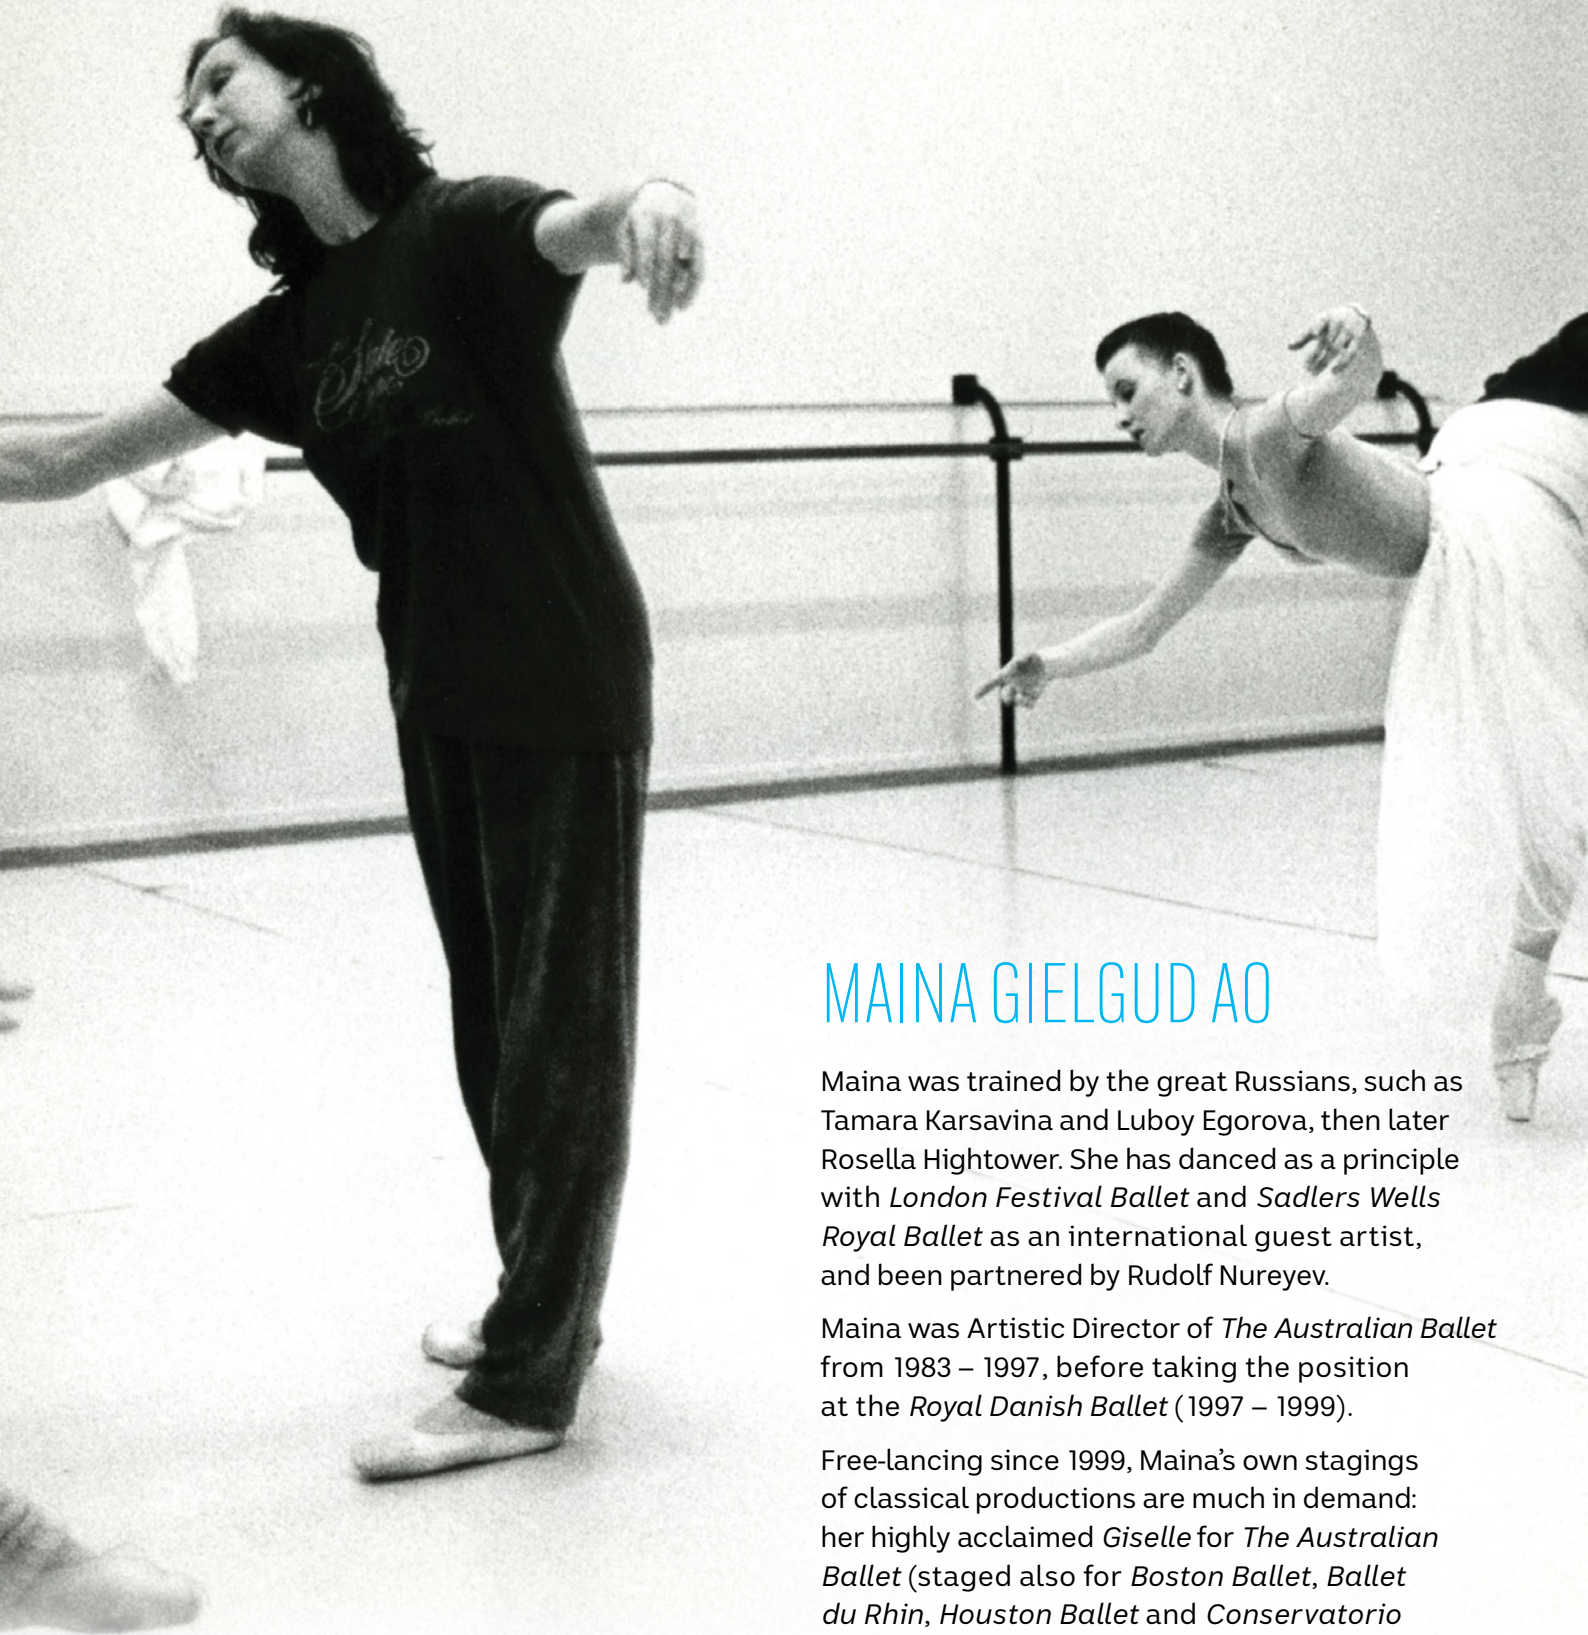 MAINA GIELGUD AO
Maina was trained by the great Russians, such as
Tamara Karsavina and Luboy Egorova, then later
Rosella Hightower. She has danced as a principle
with London Festival Ballet and Sadlers Wells
Royal Ballet as an international guest artist,
and been partnered by Rudolf Nureyev.
Maina was Artistic Director of The Australian Ballet
from 1983 – 1997, before taking the position
at the Royal Danish Ballet (1997 – 1999).
Free-lancing since 1999, Maina’s own stagings
of classical productions are much in demand:
her highly acclaimed Giselle for The Australian
Ballet (staged also for Boston Ballet, Ballet
du Rhin, Houston Ballet and Conservatorio